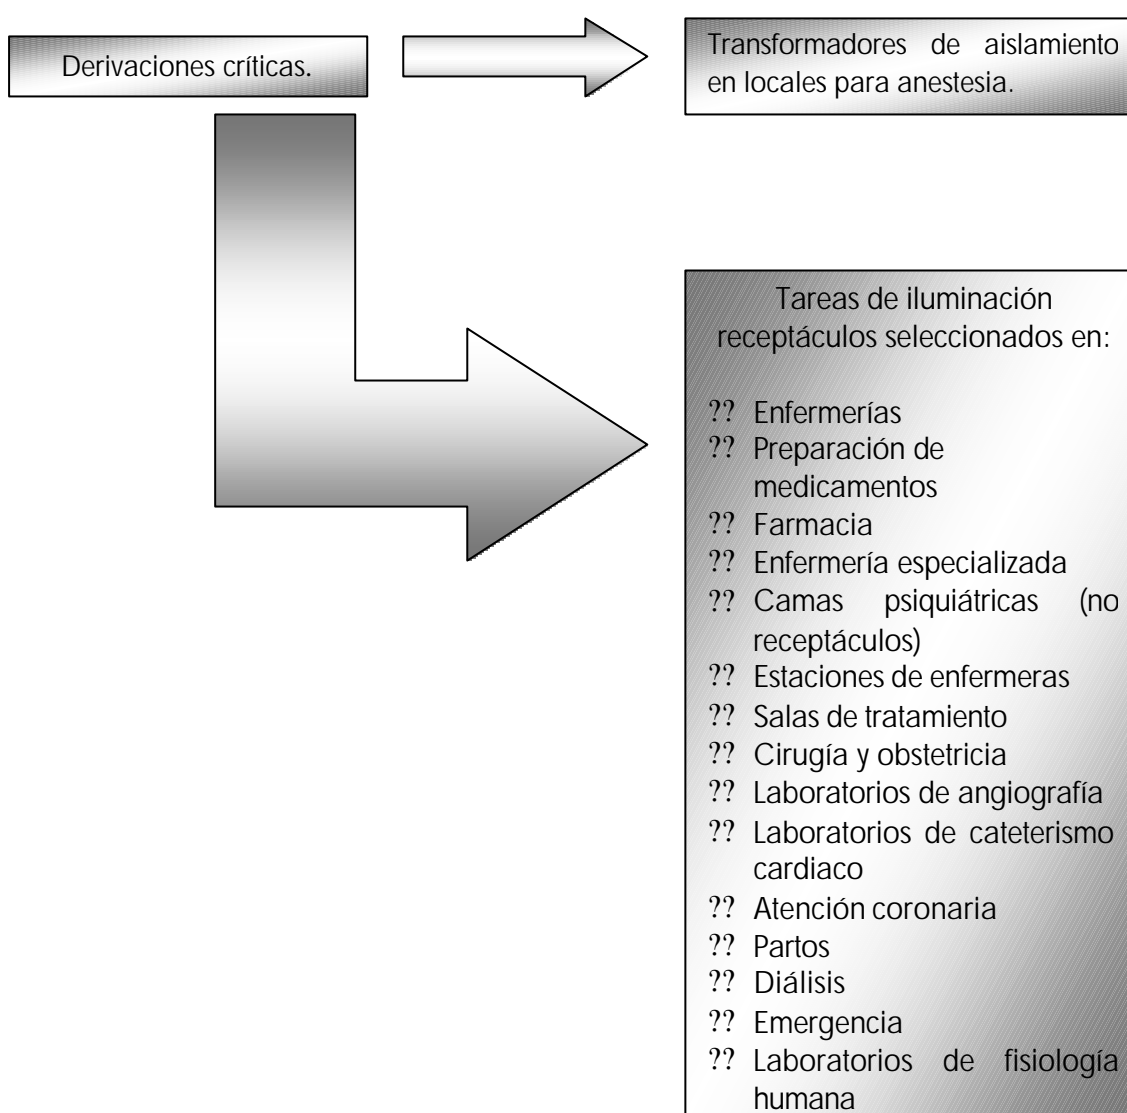 Derivaciones críticas.
Transformadores de aislamiento
en locales para anestesia.
Tareas de iluminación
receptáculos seleccionados en:
?? Enfermerías
?? Preparación de
medicamentos
?? Farmacia
?? Enfermería especializada
?? Camas psiquiátricas (no
receptáculos)
?? Estaciones de enfermeras
?? Salas de tratamiento
?? Cirugía y obstetricia
?? Laboratorios de angiografía
?? Laboratorios de cateterismo
cardiaco
?? Atención coronaria
?? Partos
?? Diálisis
?? Emergencia
?? Laboratorios de fisiología
humana